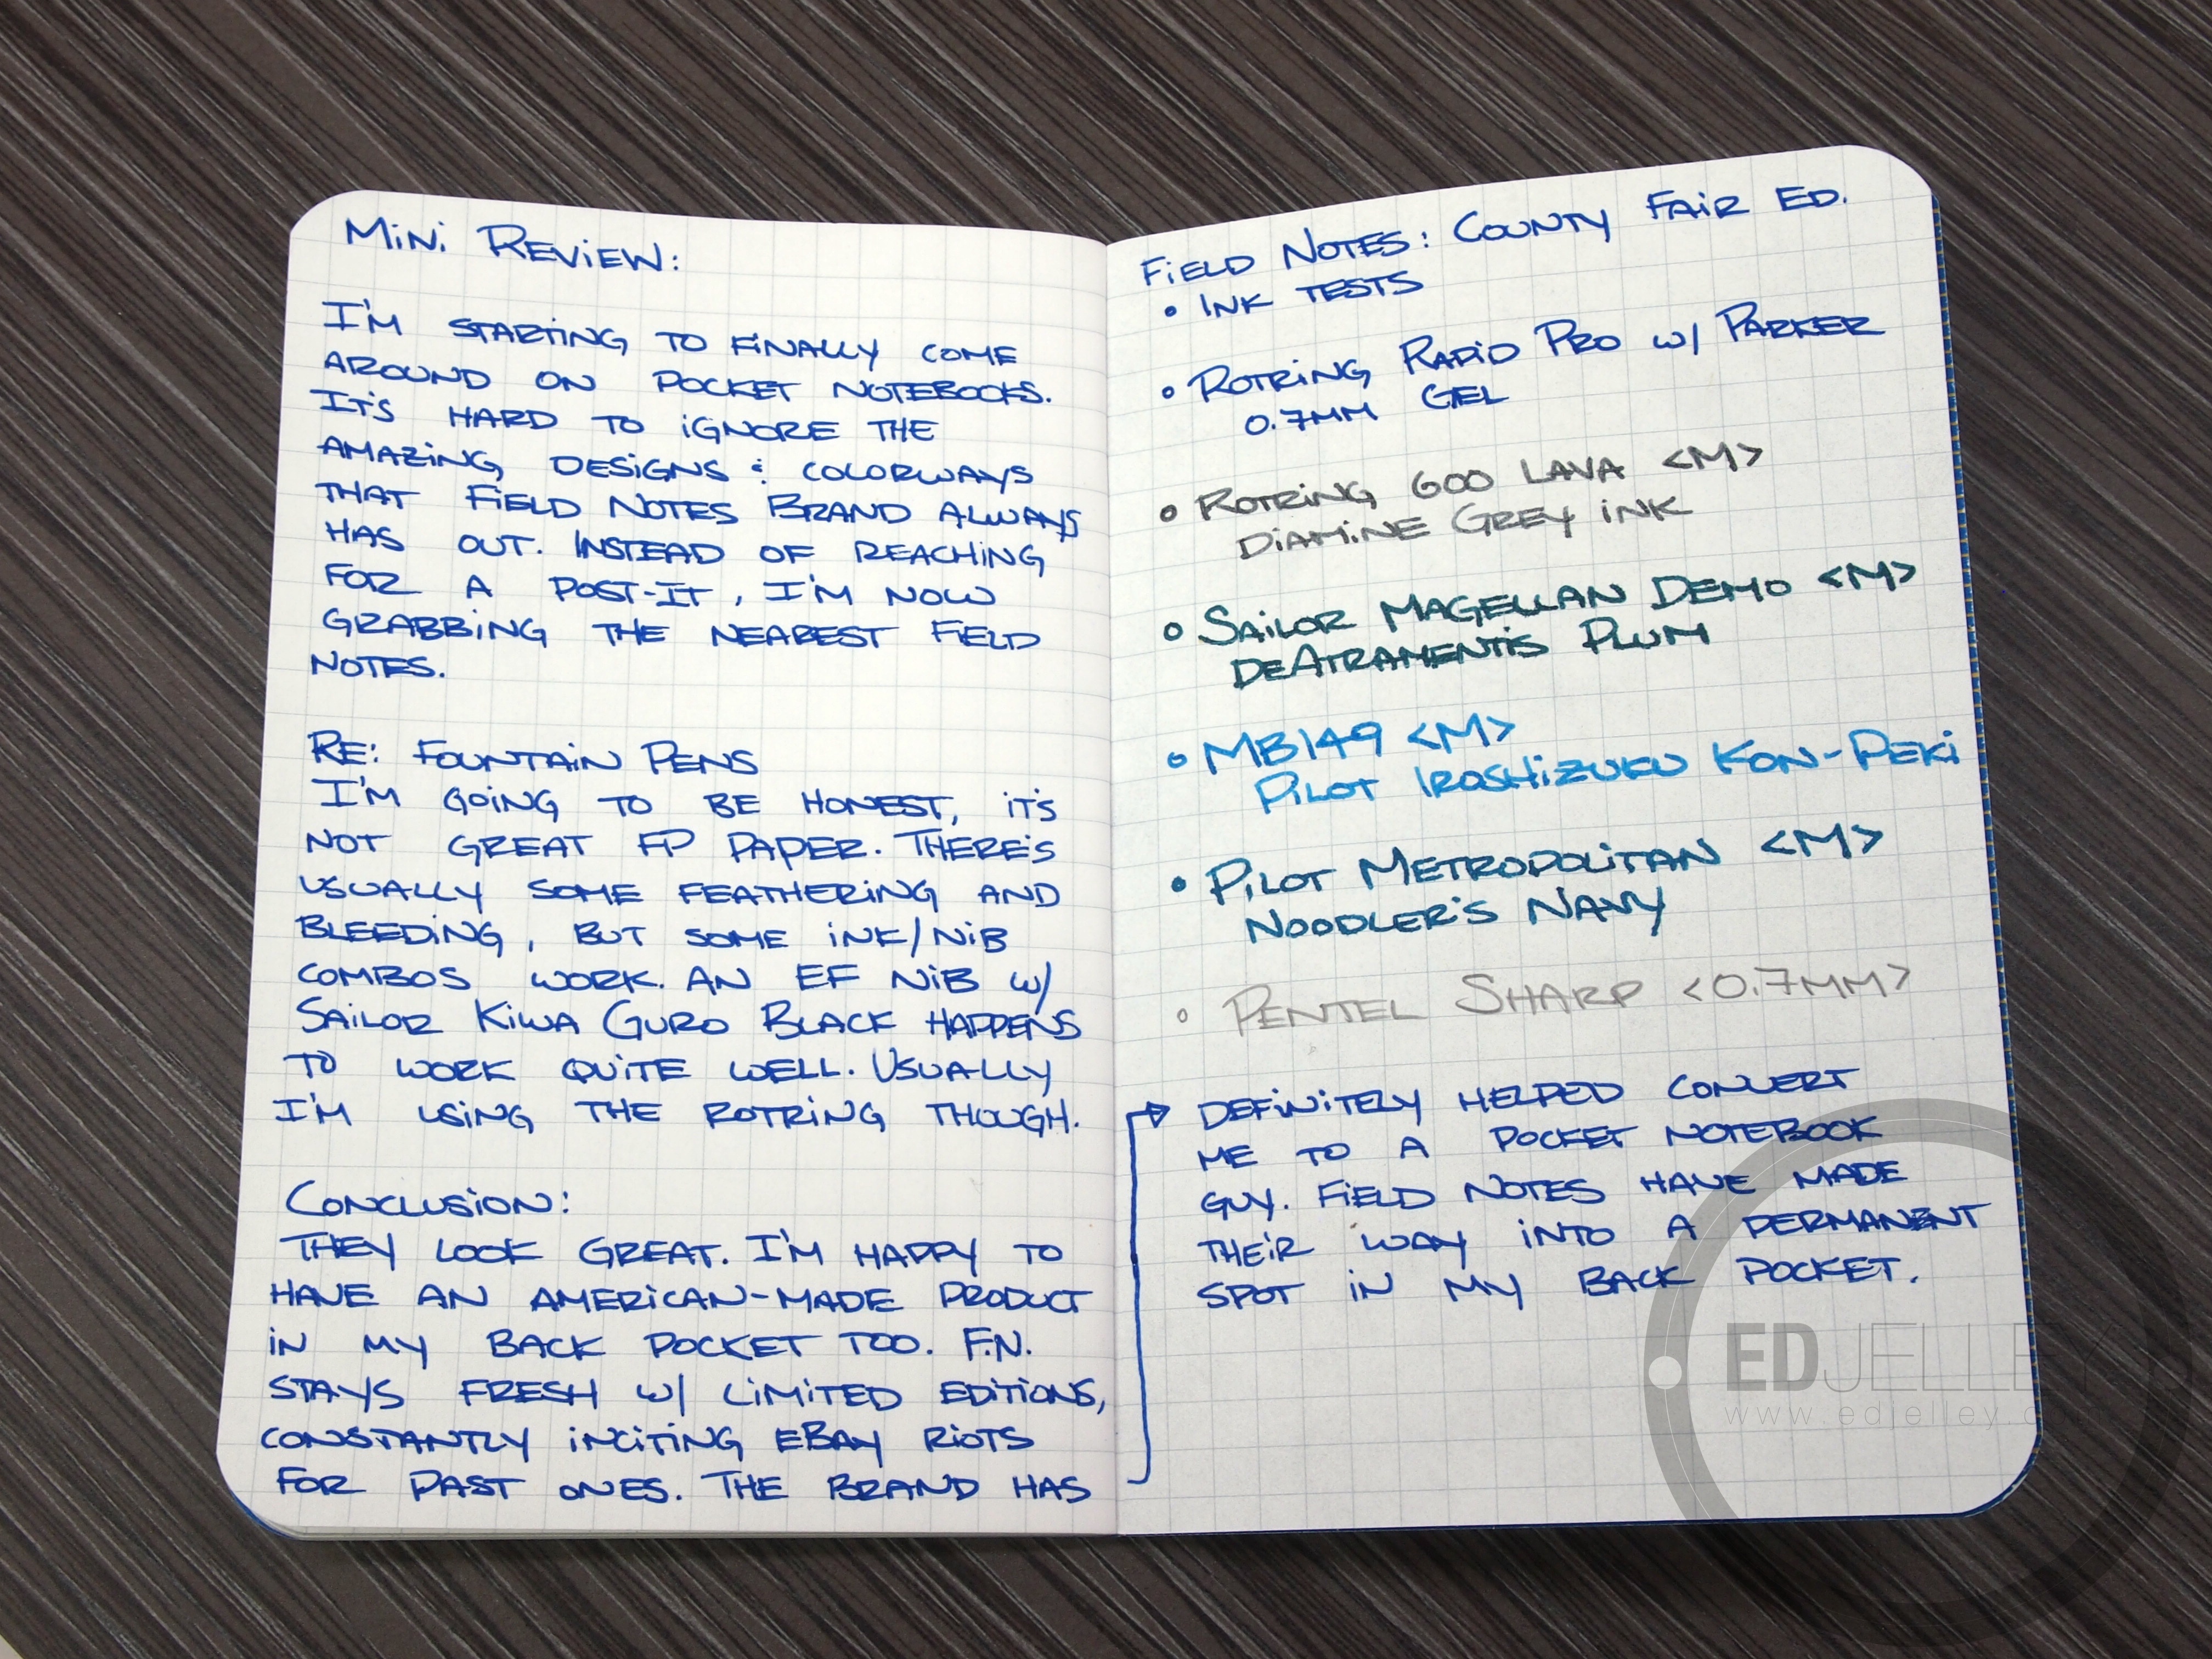 MINI REVIEW:
I'M STARTING TO FINALLY COME
AROUND ON POCKET NOTEBOOKS.
IT'S HARD TO IGNORE THE
AMAZING DESIGNS & COLORWAYS
THAT FIELD NOTES BRAND ALWAYS
HAS OUT. INSTEAD OF REACHING
FOR A POST-IT, I'M NOW
GRABBING THE NEAREST FIELD
NOTES.
RE: FOUNTAIN PENS
I'M GOING TO BE HONEST, IT'S
NOT GREAT FP PAPER. THERE'S
USUALLY SOME FEATHERING AND
BLEEDING, BUT SOME INK/NIB
COMBOS WORK. AN EF NIB W/
SAILOR KIWA GURO BLACK HAPPENS
TO WORK QUITE WELL. USUALLY
I'M USING THE ROTRING THOUGH.
CONCLUSION:
THEY LOOK GREAT. I'M HAPPY TO
HAVE AN AMERICAN-MADE PRODUCT
IN MY BACK POCKET TOO. F.N.
STAYS FRESH W/ LIMITED EDITIONS,
CONSTANTLY INCITING EBAY RIOTS
FOR PAST ONES. THE BRAND HAS
FIELD NOTES: COUNTY FAIR ED.
• INK TESTS
• ROTRING RAPID PRO W/ PARKER
0.7MM GEL
• ROTRING 600 LAVA <M>
DIAMINE GREY INK
• SAILOR MAGELLAN DEMO <M>
DEATRAMENTIS PLUM
• MB149 <M>
PILOT IROSHIZUKU KON-PEKI
• PILOT METROPOLITAN <M>
NOODLER'S NAVY
• PENTEL SHARP <0.7MM>
→ DEFINITELY HELPED CONVERT
ME TO A POCKET NOTEBOOK
GUY. FIELD NOTES HAVE MADE
THEIR WAY INTO A PERMANENT
SPOT IN MY BACK POCKET.
EDJELLEY
www.edjelley.com